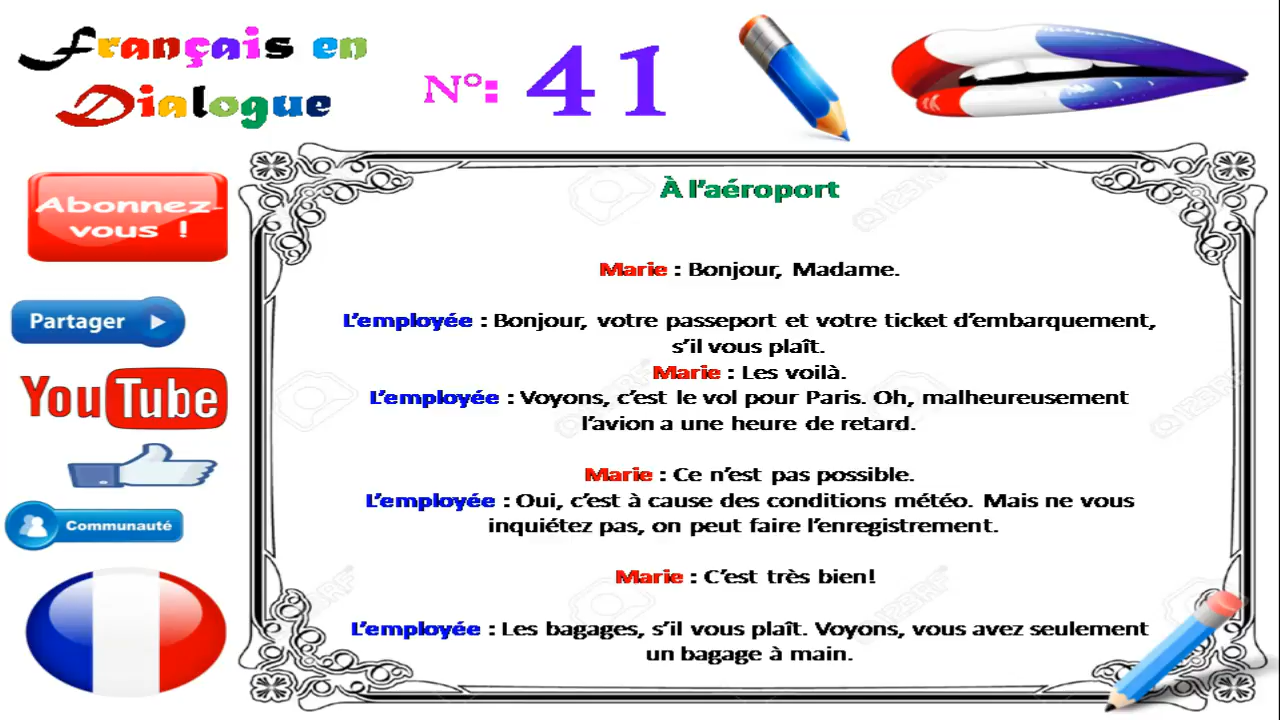 Français en
Dialogue
N°: 41
Abonnez-
vous !
Partager
YouTube
Communauté
À l'aéroport
Marie : Bonjour, Madame.
L'employée : Bonjour, votre passeport et votre ticket d'embarquement,
s'il vous plaît.
Marie : Les voilà.
L'employée : Voyons, c'est le vol pour Paris. Oh, malheureusement
l'avion a une heure de retard.
Marie : Ce n'est pas possible.
L'employée : Oui, c'est à cause des conditions météo. Mais ne vous
inquiétez pas, on peut faire l'enregistrement.
Marie : C'est très bien!
L'employée : Les bagages, s'il vous plaît. Voyons, vous avez seulement
un bagage à main.
123RF
123RF
123RF
123RF